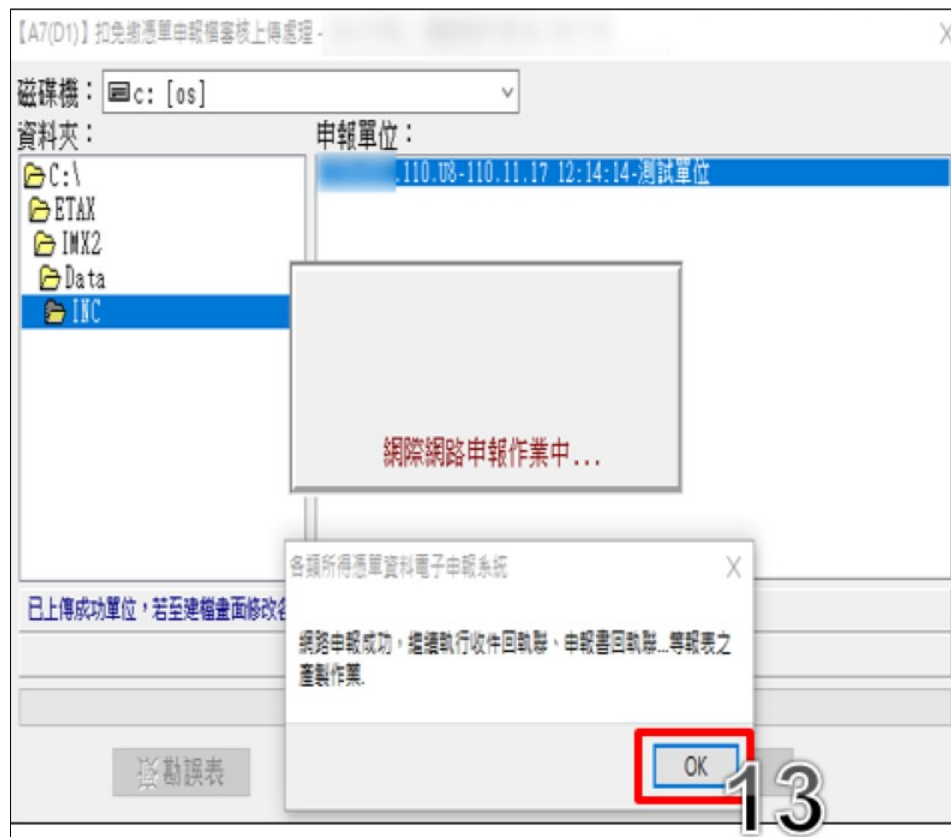 【A7(D1)】扣免繳憑單申報檔審核上傳處理 -
磁碟機：
c: [os]
資料夾：
申報單位：
C:\
ETAX
IMX2
Data
INC
.110.U8-110.11.17 12:14:14-測試單位
網際網路申報作業中...
各類所得憑單資料電子申報系統
已上傳成功單位，若至建檔畫面修改
網路申報成功，繼續執行收件回執聯、申報書回執聯...等報表之
產製作業.
勘誤表
OK
13